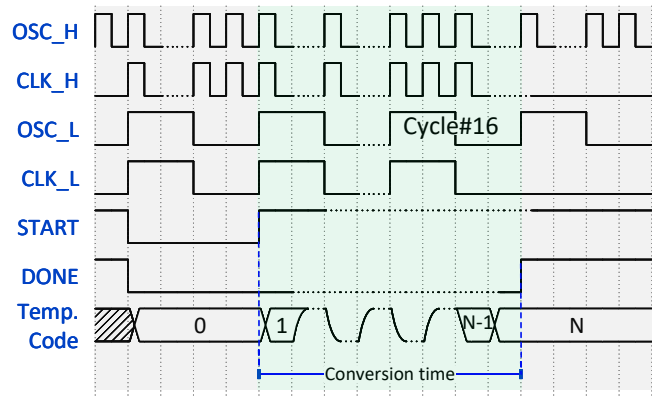 OSC_H
CLK_H
OSC_L
Cycle#16
CLK_L
START
DONE
Temp.
Code
0
1
N-1
N
Conversion time